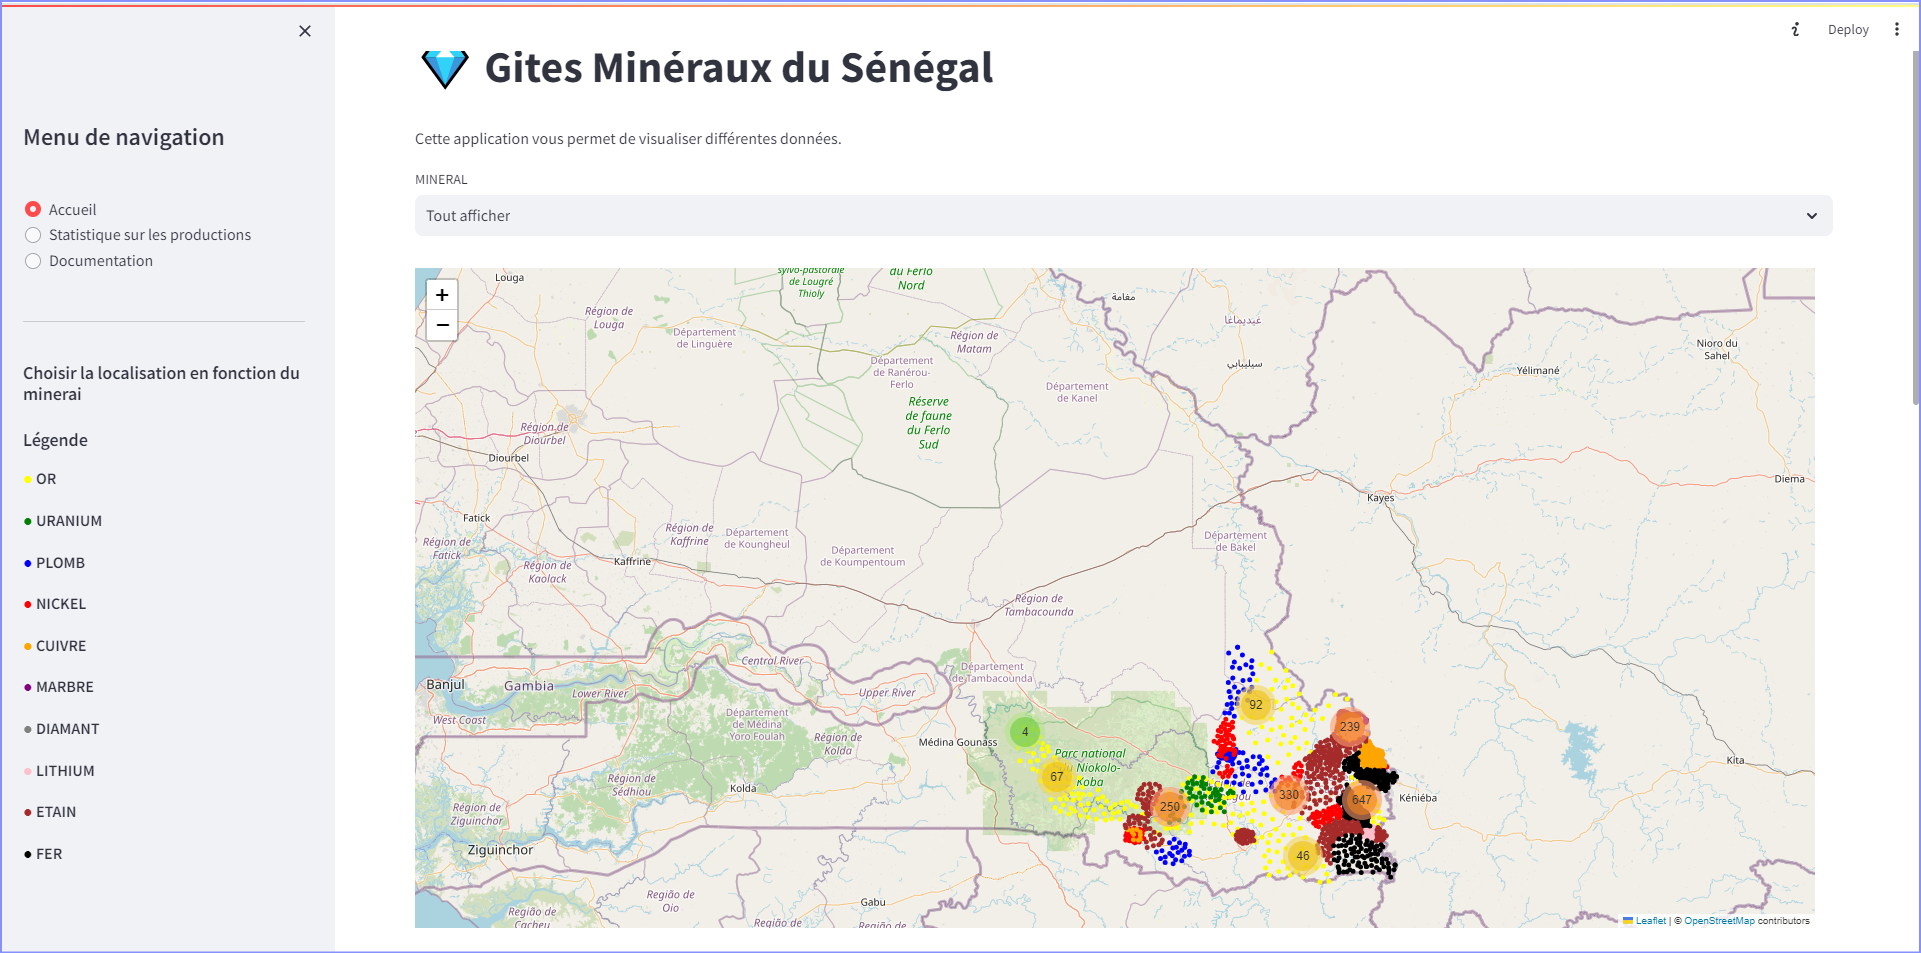 Deploy
Menu de navigation
Accueil
Statistique sur les productions
Documentation
Choisir la localisation en fonction du
minerai
Légende
OR
URANIUM
PLOMB
NICKEL
CUIVRE
MARBRE
DIAMANT
LITHIUM
ETAIN
FER
Gites Minéraux du Sénégal
Cette application vous permet de visualiser différentes données.
MINERAL
Tout afficher
+
−
Louga
sylvo-pastorale
de Lougré
Thioly
du Ferlo
Nord
مقامة
Région de
Louga
Département
de Linguère
Région de
Matam
غيديماغا
Nioro du
Sahel
Département
de Ranérou-
Ferlo
سيليبابي
Yélimané
Département
de Kanel
Réserve
de faune
du Ferlo
Sud
Région de
Diourbel
Diourbel
Diema
Kayes
Fatick
Région de
Kaffrine
Département
de Koungheul
Département
de Bakel
Région de
Fatick
Kaffrine
Département
de Koumpentoum
Région de
Kaolack
Région de
Tambacounda
Central River
Département
de Tambacounda
Banjul
Gambia
Lower River
Upper River
West Coast
Département
de Médina
Yoro Foulah
Région de
Kolda
Médina Gounass
4
92
239
Parc national
Niokolo-
Koba
67
Kita
Région de
Sédhiou
Kolda
250
330
647
Kéniéba
Région de
Ziguinchor
Ziguinchor
46
Região de
Oio
Gabu
Região de
Cacheu
Região de
Região de
Leaflet | © OpenStreetMap contributors